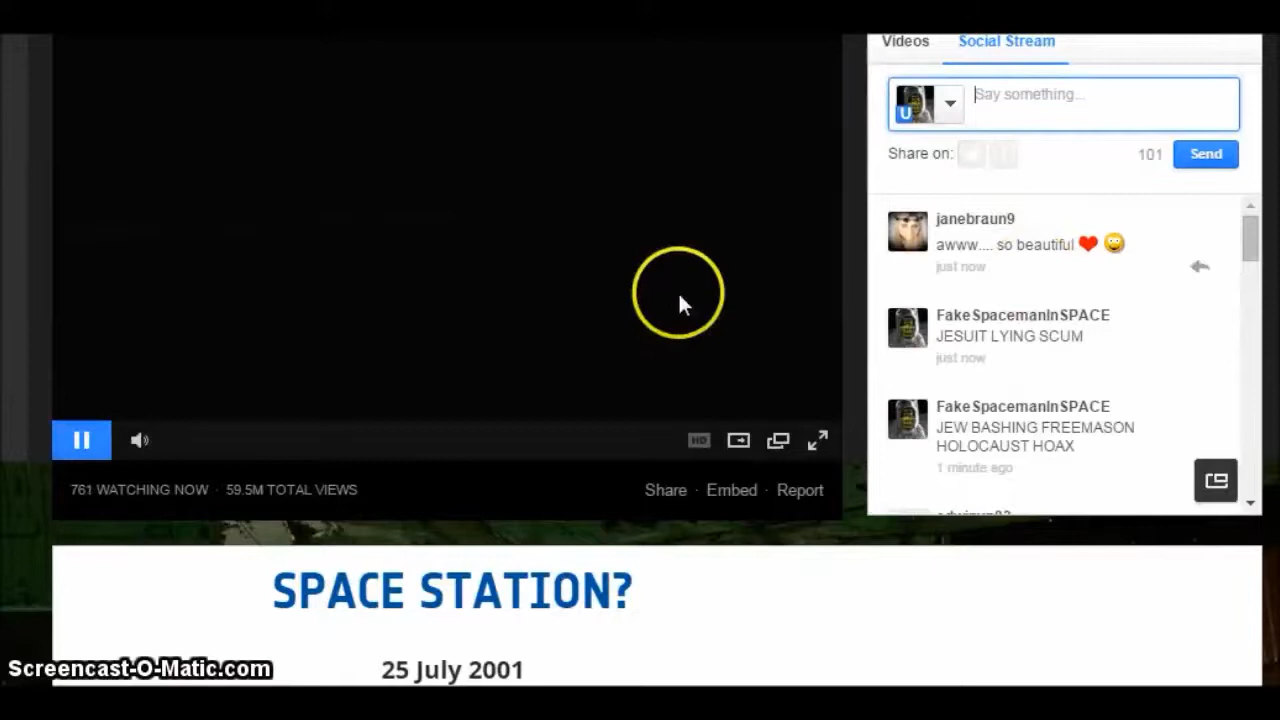 Videos Social Stream
U
Say something...
Share on: 101 Send
janebraun9
awww.... so beautiful
just now
FakeSpacemanInSPACE
JESUIT LYING SCUM
just now
FakeSpacemanInSPACE
JEW BASHING FREEMASON
HOLOCAUST HOAX
1 minute ago
HD
761 WATCHING NOW · 59.5M TOTAL VIEWS
Share · Embed · Report
SPACE STATION?
25 July 2001
Screencast-O-Matic.com